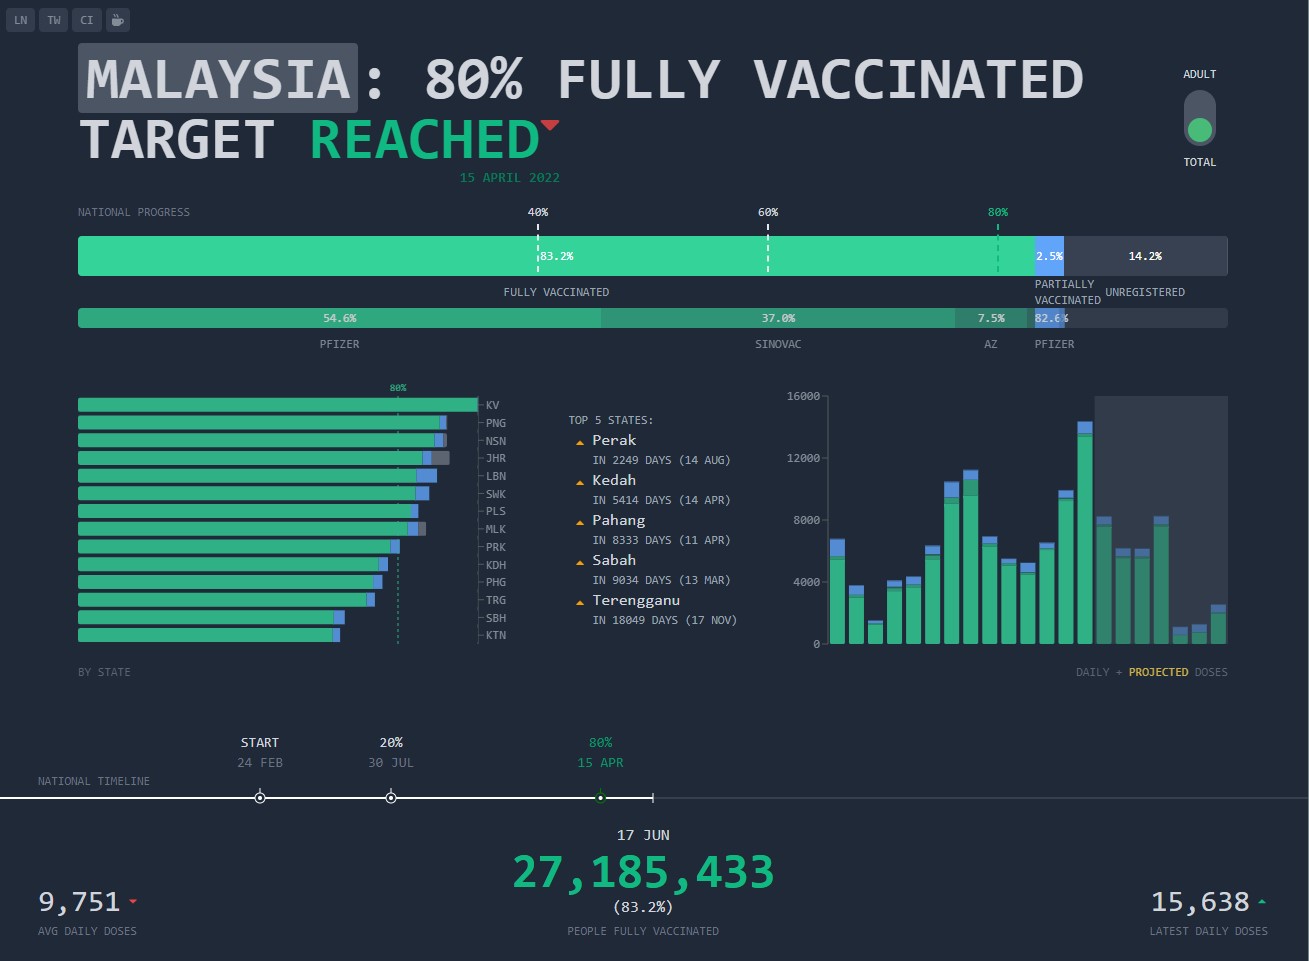 LN TW CI
MALAYSIA: 80% FULLY VACCINATED
TARGET REACHED
15 APRIL 2022
ADULT
TOTAL
NATIONAL PROGRESS
40% 60% 80%
83.2% 2.5% 14.2%
FULLY VACCINATED
PARTIALLY
VACCINATED
UNREGISTERED
54.6% 37.0% 7.5% 82.6%
PFIZER SINOVAC AZ PFIZER
80%
KV
PNG
NSN
JHR
LBN
SWK
PLS
MLK
PRK
KDH
PHG
TRG
SBH
KTN
BY STATE
TOP 5 STATES:
Perak
IN 2249 DAYS (14 AUG)
Kedah
IN 5414 DAYS (14 APR)
Pahang
IN 8333 DAYS (11 APR)
Sabah
IN 9034 DAYS (13 MAR)
Terengganu
IN 18049 DAYS (17 NOV)
16000
12000
8000
4000
0
DAILY + PROJECTED DOSES
START 20% 80%
24 FEB 30 JUL 15 APR
NATIONAL TIMELINE
17 JUN
27,185,433
(83.2%)
PEOPLE FULLY VACCINATED
9,751
AVG DAILY DOSES
15,638
LATEST DAILY DOSES